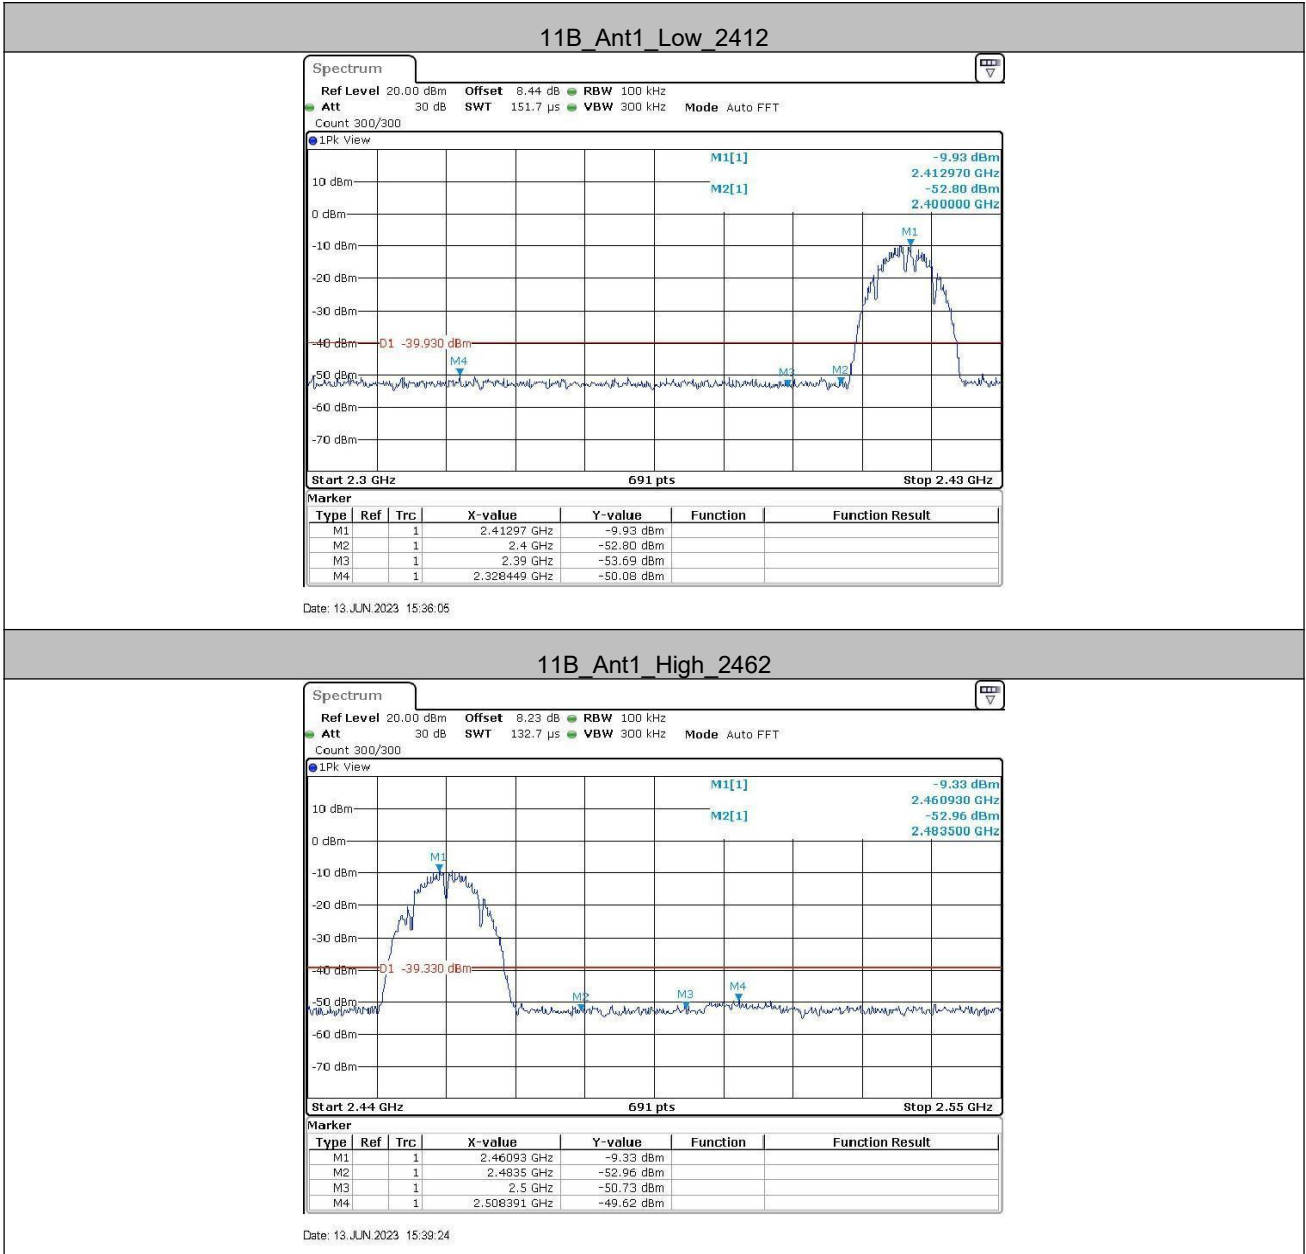 11B_Ant1_Low_2412
Spectrum
Ref Level 20.00 dBm Offset 8.44 dB RBW 100 kHz
Att 30 dB SWT 151.7 µs VBW 300 kHz Mode Auto FFT
Count 300/300
1Pk View
M1[1] -9.93 dBm
2.412970 GHz
10 dBm
M2[1] -52.80 dBm
2.400000 GHz
0 dBm
M1
-10 dBm
-20 dBm
-30 dBm
-40 dBm D1 -39.930 dBm
M4
M3 M2
-50 dBm
-60 dBm
-70 dBm
Start 2.3 GHz 691 pts Stop 2.43 GHz
Marker
Type Ref Trc X-value Y-value Function Function Result
M1 1 2.41297 GHz -9.93 dBm
M2 1 2.4 GHz -52.80 dBm
M3 1 2.39 GHz -53.69 dBm
M4 1 2.328449 GHz -50.08 dBm
Date: 13.JUN.2023 15:36:05
11B_Ant1_High_2462
Spectrum
Ref Level 20.00 dBm Offset 8.23 dB RBW 100 kHz
Att 30 dB SWT 132.7 µs VBW 300 kHz Mode Auto FFT
Count 300/300
1Pk View
M1[1] -9.33 dBm
2.460930 GHz
10 dBm
M2[1] -52.96 dBm
2.483500 GHz
0 dBm
M1
-10 dBm
-20 dBm
-30 dBm
-40 dBm D1 -39.330 dBm
M2 M3 M4
-50 dBm
-60 dBm
-70 dBm
Start 2.44 GHz 691 pts Stop 2.55 GHz
Marker
Type Ref Trc X-value Y-value Function Function Result
M1 1 2.46093 GHz -9.33 dBm
M2 1 2.4835 GHz -52.96 dBm
M3 1 2.5 GHz -50.73 dBm
M4 1 2.508391 GHz -49.62 dBm
Date: 13.JUN.2023 15:39:24